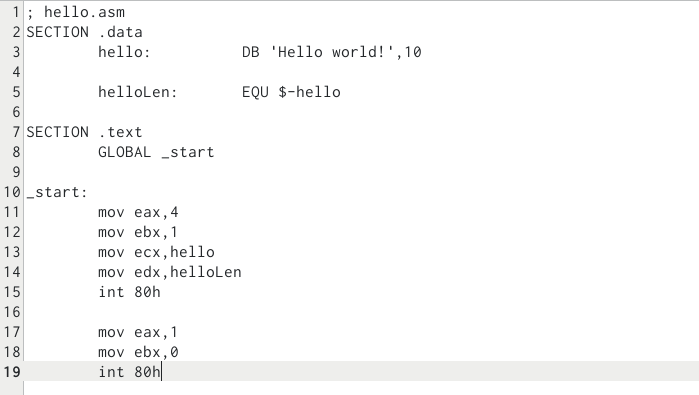 1 ; hello.asm
2 SECTION .data
3         hello:          DB 'Hello world!',10
4
5         helloLen:       EQU $-hello
6
7 SECTION .text
8         GLOBAL _start
9
10 _start:
11         mov eax,4
12         mov ebx,1
13         mov ecx,hello
14         mov edx,helloLen
15         int 80h
16
17         mov eax,1
18         mov ebx,0
19         int 80h